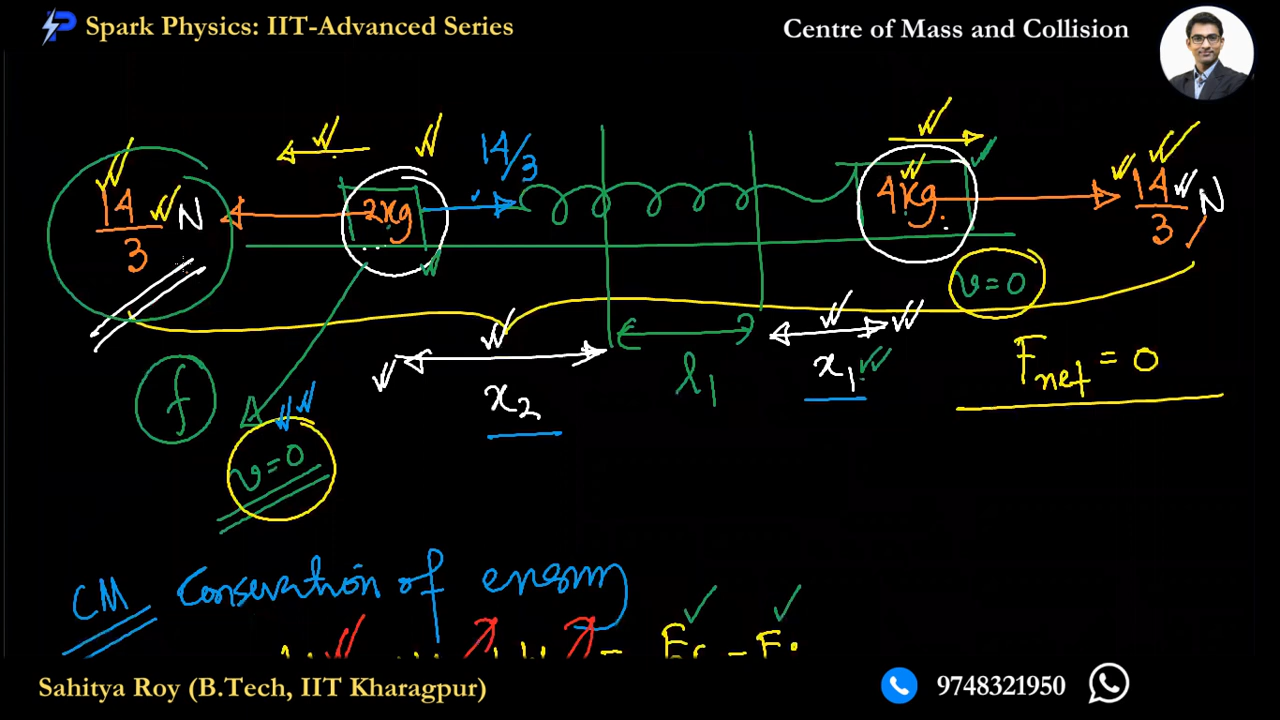 Spark Physics: IIT-Advanced Series
Centre of Mass and Collision
14/3
14/3 N
2kg
4kg
14/3 N
v=0
x2
l1
x1
Fnet = 0
f
v=0
CM Conservation of energy
Sahitya Roy (B.Tech, IIT Kharagpur)
9748321950